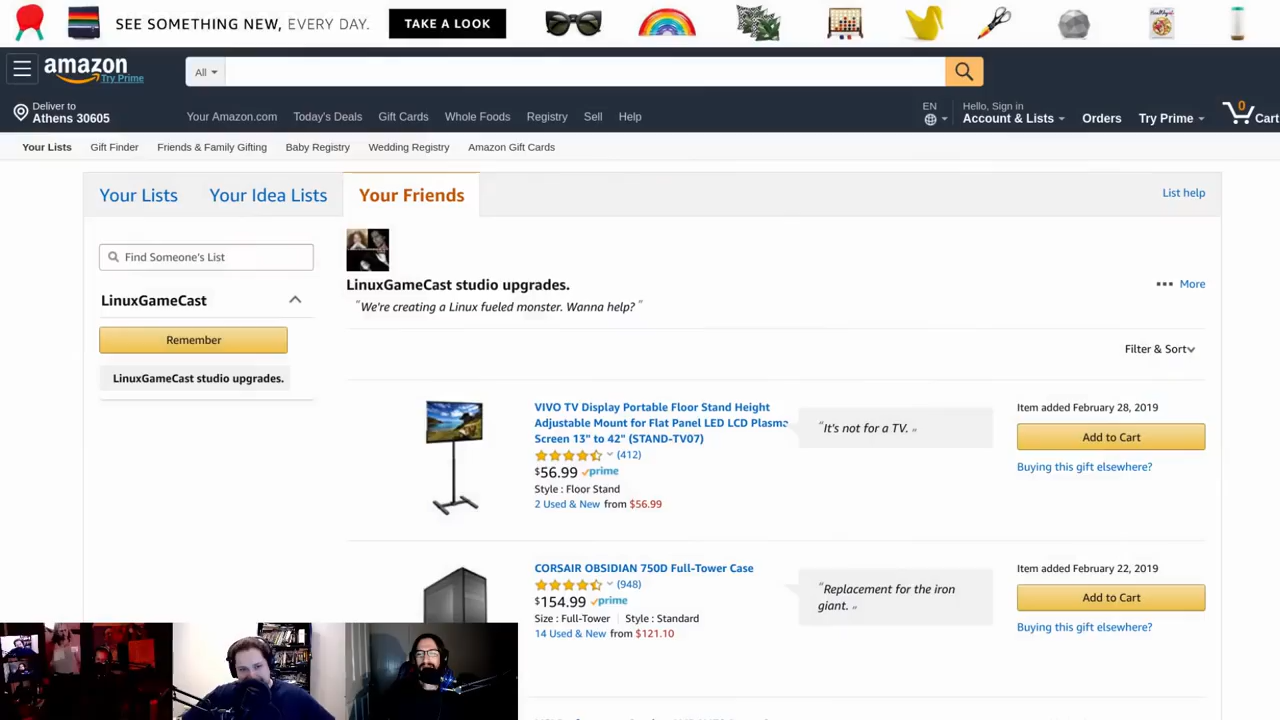 SEE SOMETHING NEW, EVERY DAY.
TAKE A LOOK
amazon
Try Prime
All
Deliver to
Athens 30605
Your Amazon.com
Today's Deals
Gift Cards
Whole Foods
Registry
Sell
Help
EN
Hello, Sign in
Account & Lists
Orders
Try Prime
0
Cart
Your Lists
Gift Finder
Friends & Family Gifting
Baby Registry
Wedding Registry
Amazon Gift Cards
Your Lists
Your Idea Lists
Your Friends
List help
Find Someone's List
LinuxGameCast
Remember
LinuxGameCast studio upgrades.
LinuxGameCast studio upgrades.
"We're creating a Linux fueled monster. Wanna help?"
More
Filter & Sort
VIVO TV Display Portable Floor Stand Height
Adjustable Mount for Flat Panel LED LCD Plasma
Screen 13" to 42" (STAND-TV07)
(412)
$56.99 prime
Style : Floor Stand
2 Used & New from $56.99
"It's not for a TV."
Item added February 28, 2019
Add to Cart
Buying this gift elsewhere?
CORSAIR OBSIDIAN 750D Full-Tower Case
(948)
$154.99 prime
Size : Full-Tower | Style : Standard
14 Used & New from $121.10
"Replacement for the iron
giant."
Item added February 22, 2019
Add to Cart
Buying this gift elsewhere?